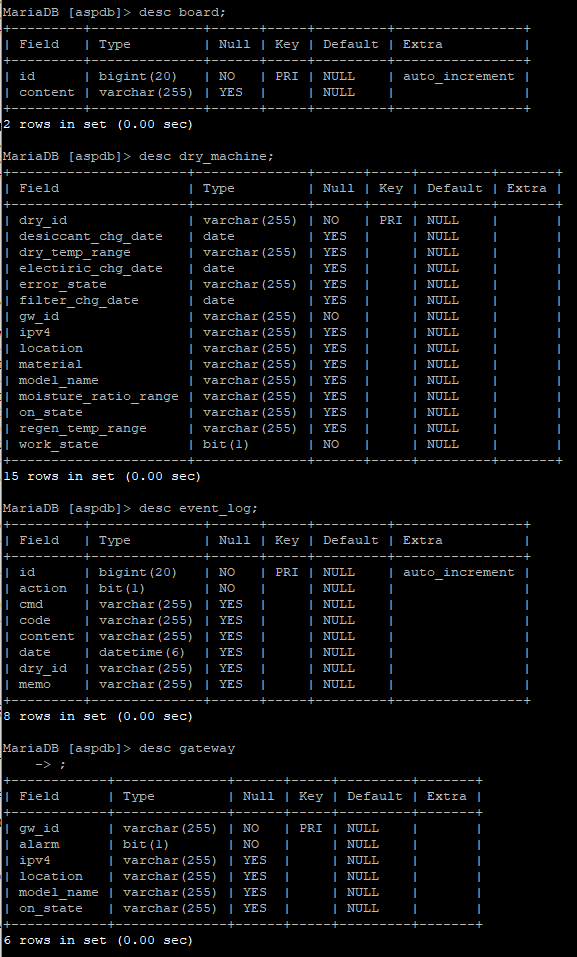 MariaDB [aspdb]> desc board;
+---------+--------------+------+-----+---------+----------------+
| Field   | Type         | Null | Key | Default | Extra          |
+---------+--------------+------+-----+---------+----------------+
| id      | bigint(20)   | NO   | PRI | NULL    | auto_increment |
| content | varchar(255) | YES  |     | NULL    |                |
+---------+--------------+------+-----+---------+----------------+
2 rows in set (0.00 sec)
MariaDB [aspdb]> desc dry_machine;
+----------------------+--------------+------+-----+---------+-------+
| Field                | Type         | Null | Key | Default | Extra |
+----------------------+--------------+------+-----+---------+-------+
| dry_id               | varchar(255) | NO   | PRI | NULL    |       |
| desiccant_chg_date   | date         | YES  |     | NULL    |       |
| dry_temp_range       | varchar(255) | YES  |     | NULL    |       |
| electiric_chg_date   | date         | YES  |     | NULL    |       |
| error_state          | varchar(255) | YES  |     | NULL    |       |
| filter_chg_date      | date         | YES  |     | NULL    |       |
| gw_id                | varchar(255) | NO   |     | NULL    |       |
| ipv4                 | varchar(255) | YES  |     | NULL    |       |
| location             | varchar(255) | YES  |     | NULL    |       |
| material             | varchar(255) | YES  |     | NULL    |       |
| model_name           | varchar(255) | YES  |     | NULL    |       |
| moisture_ratio_range | varchar(255) | YES  |     | NULL    |       |
| on_state             | varchar(255) | YES  |     | NULL    |       |
| regen_temp_range     | varchar(255) | YES  |     | NULL    |       |
| work_state           | bit(1)       | NO   |     | NULL    |       |
+----------------------+--------------+------+-----+---------+-------+
15 rows in set (0.00 sec)
MariaDB [aspdb]> desc event_log;
+---------+--------------+------+-----+---------+----------------+
| Field   | Type         | Null | Key | Default | Extra          |
+---------+--------------+------+-----+---------+----------------+
| id      | bigint(20)   | NO   | PRI | NULL    | auto_increment |
| action  | bit(1)       | NO   |     | NULL    |                |
| cmd     | varchar(255) | YES  |     | NULL    |                |
| code    | varchar(255) | YES  |     | NULL    |                |
| content | varchar(255) | YES  |     | NULL    |                |
| date    | datetime(6)  | YES  |     | NULL    |                |
| dry_id  | varchar(255) | YES  |     | NULL    |                |
| memo    | varchar(255) | YES  |     | NULL    |                |
+---------+--------------+------+-----+---------+----------------+
8 rows in set (0.00 sec)
MariaDB [aspdb]> desc gateway
    -> ;
+------------+--------------+------+-----+---------+-------+
| Field      | Type         | Null | Key | Default | Extra |
+------------+--------------+------+-----+---------+-------+
| gw_id      | varchar(255) | NO   | PRI | NULL    |       |
| alarm      | bit(1)       | NO   |     | NULL    |       |
| ipv4       | varchar(255) | YES  |     | NULL    |       |
| location   | varchar(255) | YES  |     | NULL    |       |
| model_name | varchar(255) | YES  |     | NULL    |       |
| on_state   | varchar(255) | YES  |     | NULL    |       |
+------------+--------------+------+-----+---------+-------+
6 rows in set (0.00 sec)